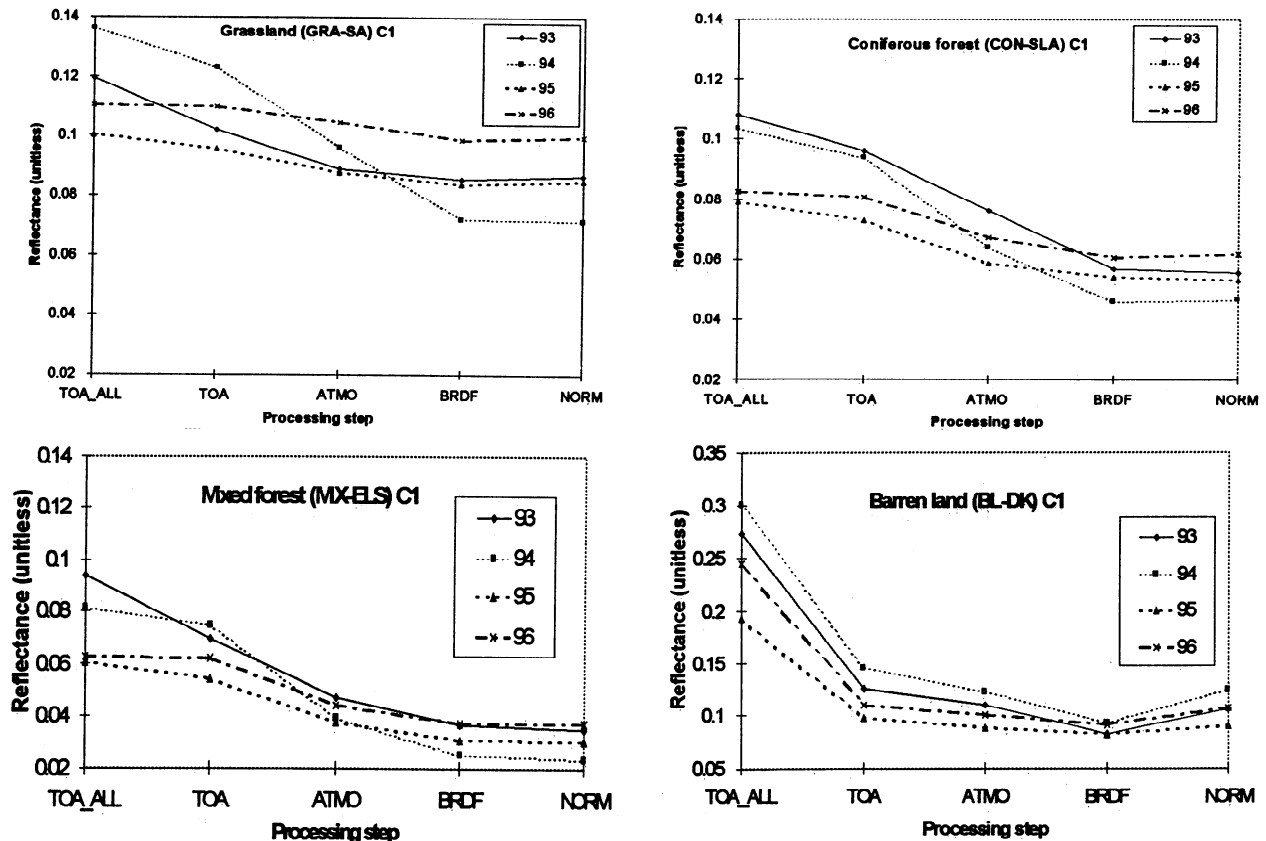 Grassland (GRA-SA) C1
93
94
95
96
0.14
0.12
0.1
0.08
0.06
0.04
0.02
Reflectance (unitless)
TOA_ALL TOA ATMO BRDF NORM
Processing step
Coniferous forest (CON-SLA) C1
93
94
95
96
0.14
0.12
0.1
0.08
0.06
0.04
0.02
Reflectance (unitless)
TOA_ALL TOA ATMO BRDF NORM
Processing step
Mixed forest (MX-ELS) C1
93
94
95
96
0.14
0.12
0.1
0.08
0.06
0.04
0.02
Reflectance (unitless)
TOA_ALL TOA ATMO BRDF NORM
Processing step
Barren land (BL-DK) C1
93
94
95
96
0.35
0.3
0.25
0.2
0.15
0.1
0.05
Reflectance (unitless)
TOA_ALL TOA ATMO BRDF NORM
Processing step